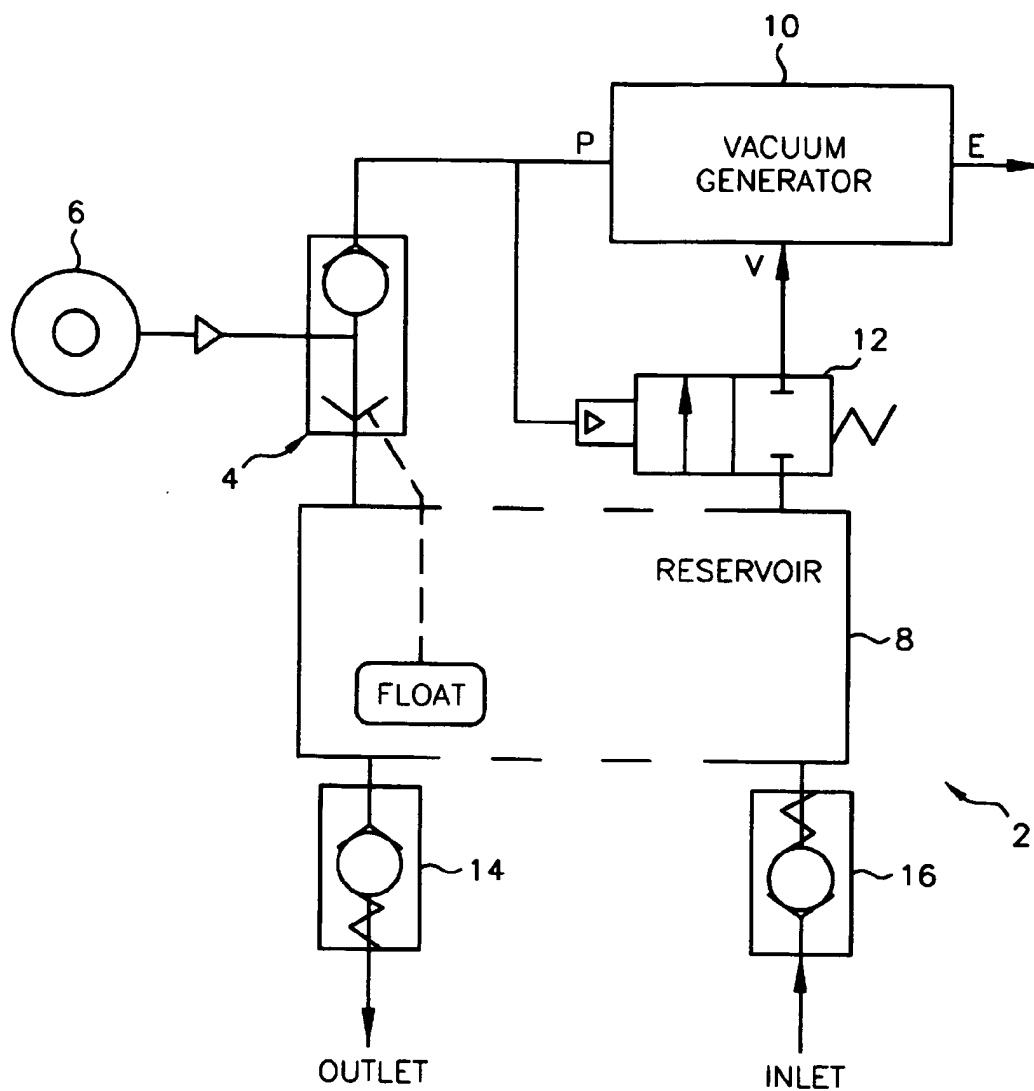 10
VACUUM
GENERATOR
P
E
6
V
12
4
RESERVOIR
8
FLOAT
2
14
16
OUTLET
INLET